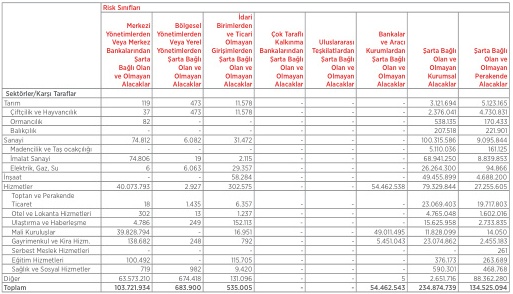 Risk Sınıfları
Merkezi Yönetimlerden Veya Merkez Bankalarından Şarta Bağlı Olan ve Olmayan Alacaklar
Bölgesel Yönetimlerden Veya Yerel Yönetimlerden Şarta Bağlı Olan ve Olmayan Alacaklar
İdari Birimlerden ve Ticari Olmayan Girişimlerden Şarta Bağlı Olan ve Olmayan Alacaklar
Çok Taraflı Kalkınma Bankalarından Şarta Bağlı Olan ve Olmayan Alacaklar
Uluslararası Teşkilatlardan Şarta Bağlı Olan ve Olmayan Alacaklar
Bankalar ve Aracı Kurumlardan Şarta Bağlı Olan ve Olmayan Alacaklar
Şarta Bağlı Olan ve Olmayan Kurumsal Alacaklar
Şarta Bağlı Olan ve Olmayan Perakende Alacaklar
Sektörler/Karşı Taraflar
Tarım 119 473 11.578 - - - 3.121.694 5.123.165
Çiftçilik ve Hayvancılık 37 473 11.578 - - - 2.376.041 4.730.831
Ormancılık 82 - - - - - 538.135 170.433
Balıkçılık - - - - - - 207.518 221.901
Sanayi 74.812 6.082 31.472 - - - 100.315.586 9.095.844
Madencilik ve Taş ocakçılığı - - - - - - 5.110.036 161.125
İmalat Sanayi 74.806 19 2.115 - - - 68.941.250 8.839.853
Elektrik, Gaz, Su 6 6.063 29.357 - - - 26.264.300 94.866
İnşaat - - 58.284 - - - 49.455.899 4.688.200
Hizmetler 40.073.793 2.927 302.575 - - 54.462.538 79.329.844 27.255.605
Toptan ve Perakende
Ticaret 18 1.435 6.357 - - - 23.069.403 19.717.803
Otel ve Lokanta Hizmetleri 302 13 1.237 - - - 4.765.048 1.602.016
Ulaştırma ve Haberleşme 4.786 249 152.113 - - - 15.625.958 2.733.835
Mali Kuruluşlar 39.828.794 - 16.951 - - 49.011.495 11.828.099 14.050
Gayrimenkul ve Kira Hizm. 138.682 248 792 - - 5.451.043 23.074.862 2.455.183
Serbest Meslek Hizmetleri - - - - - - - 261
Eğitim Hizmetleri 100.492 - 115.705 - - - 376.173 263.689
Sağlık ve Sosyal Hizmetler 719 982 9.420 - - - 590.301 468.768
Diğer 63.573.210 674.418 131.096 - - 5 2.651.716 88.362.280
Toplam 103.721.934 683.900 535.005 - - 54.462.543 234.874.739 134.525.094